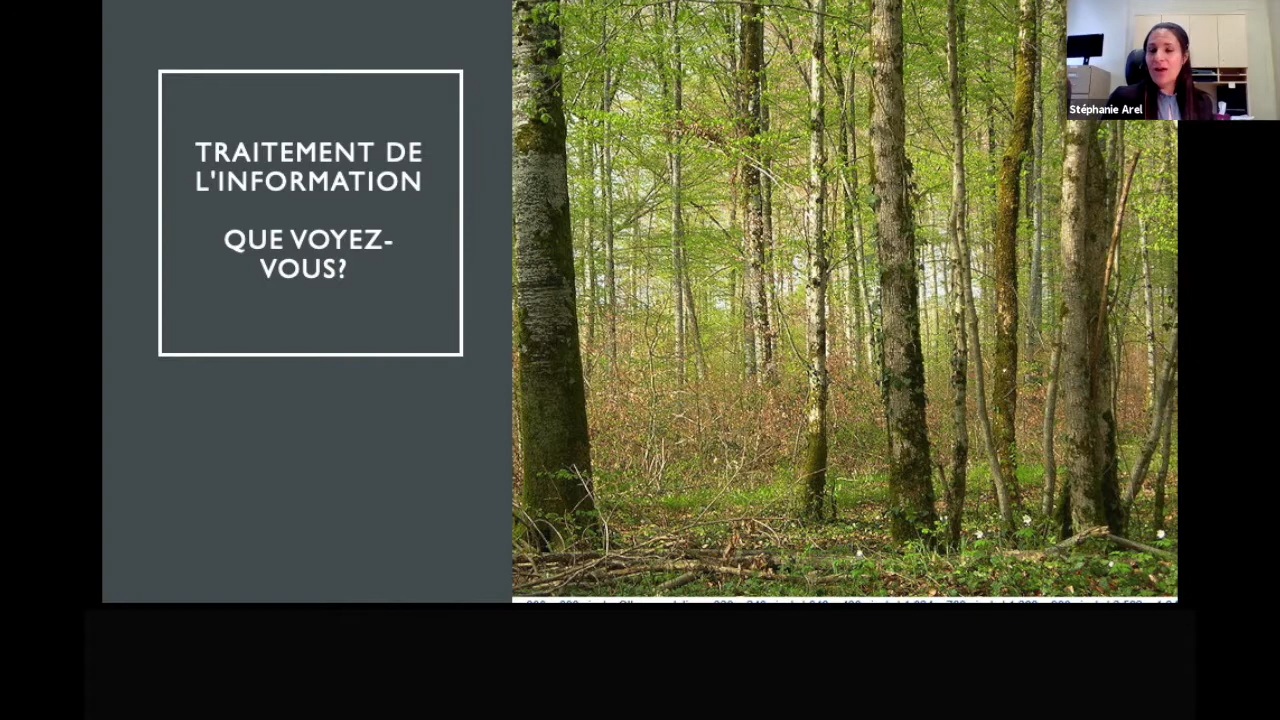 TRAITEMENT DE
L'INFORMATION
QUE VOYEZ-
VOUS?
Stéphanie Arel